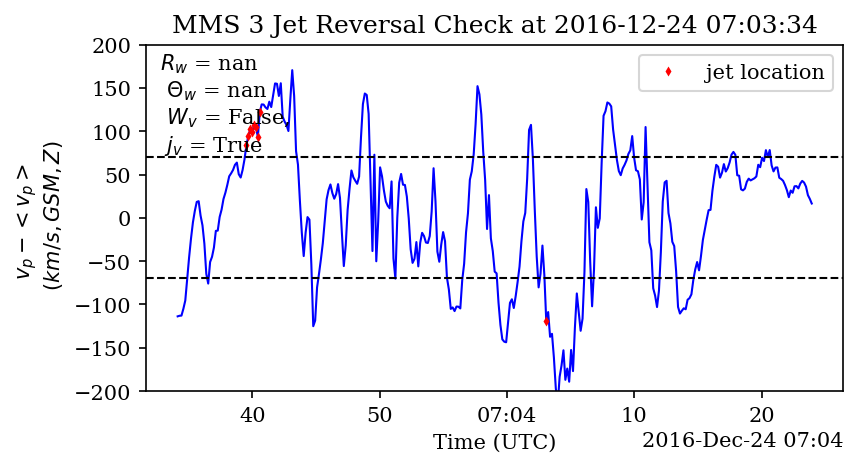 MMS 3 Jet Reversal Check at 2016-12-24 07:03:34
200
150
100
50
0
−50
−100
−150
−200
v_p − < v_p >
(km/s, GSM, Z)
R_w = nan
Θ_w = nan
W_v = False,
j_v = True
jet location
40
50
07:04
10
20
Time (UTC)
2016-Dec-24 07:04